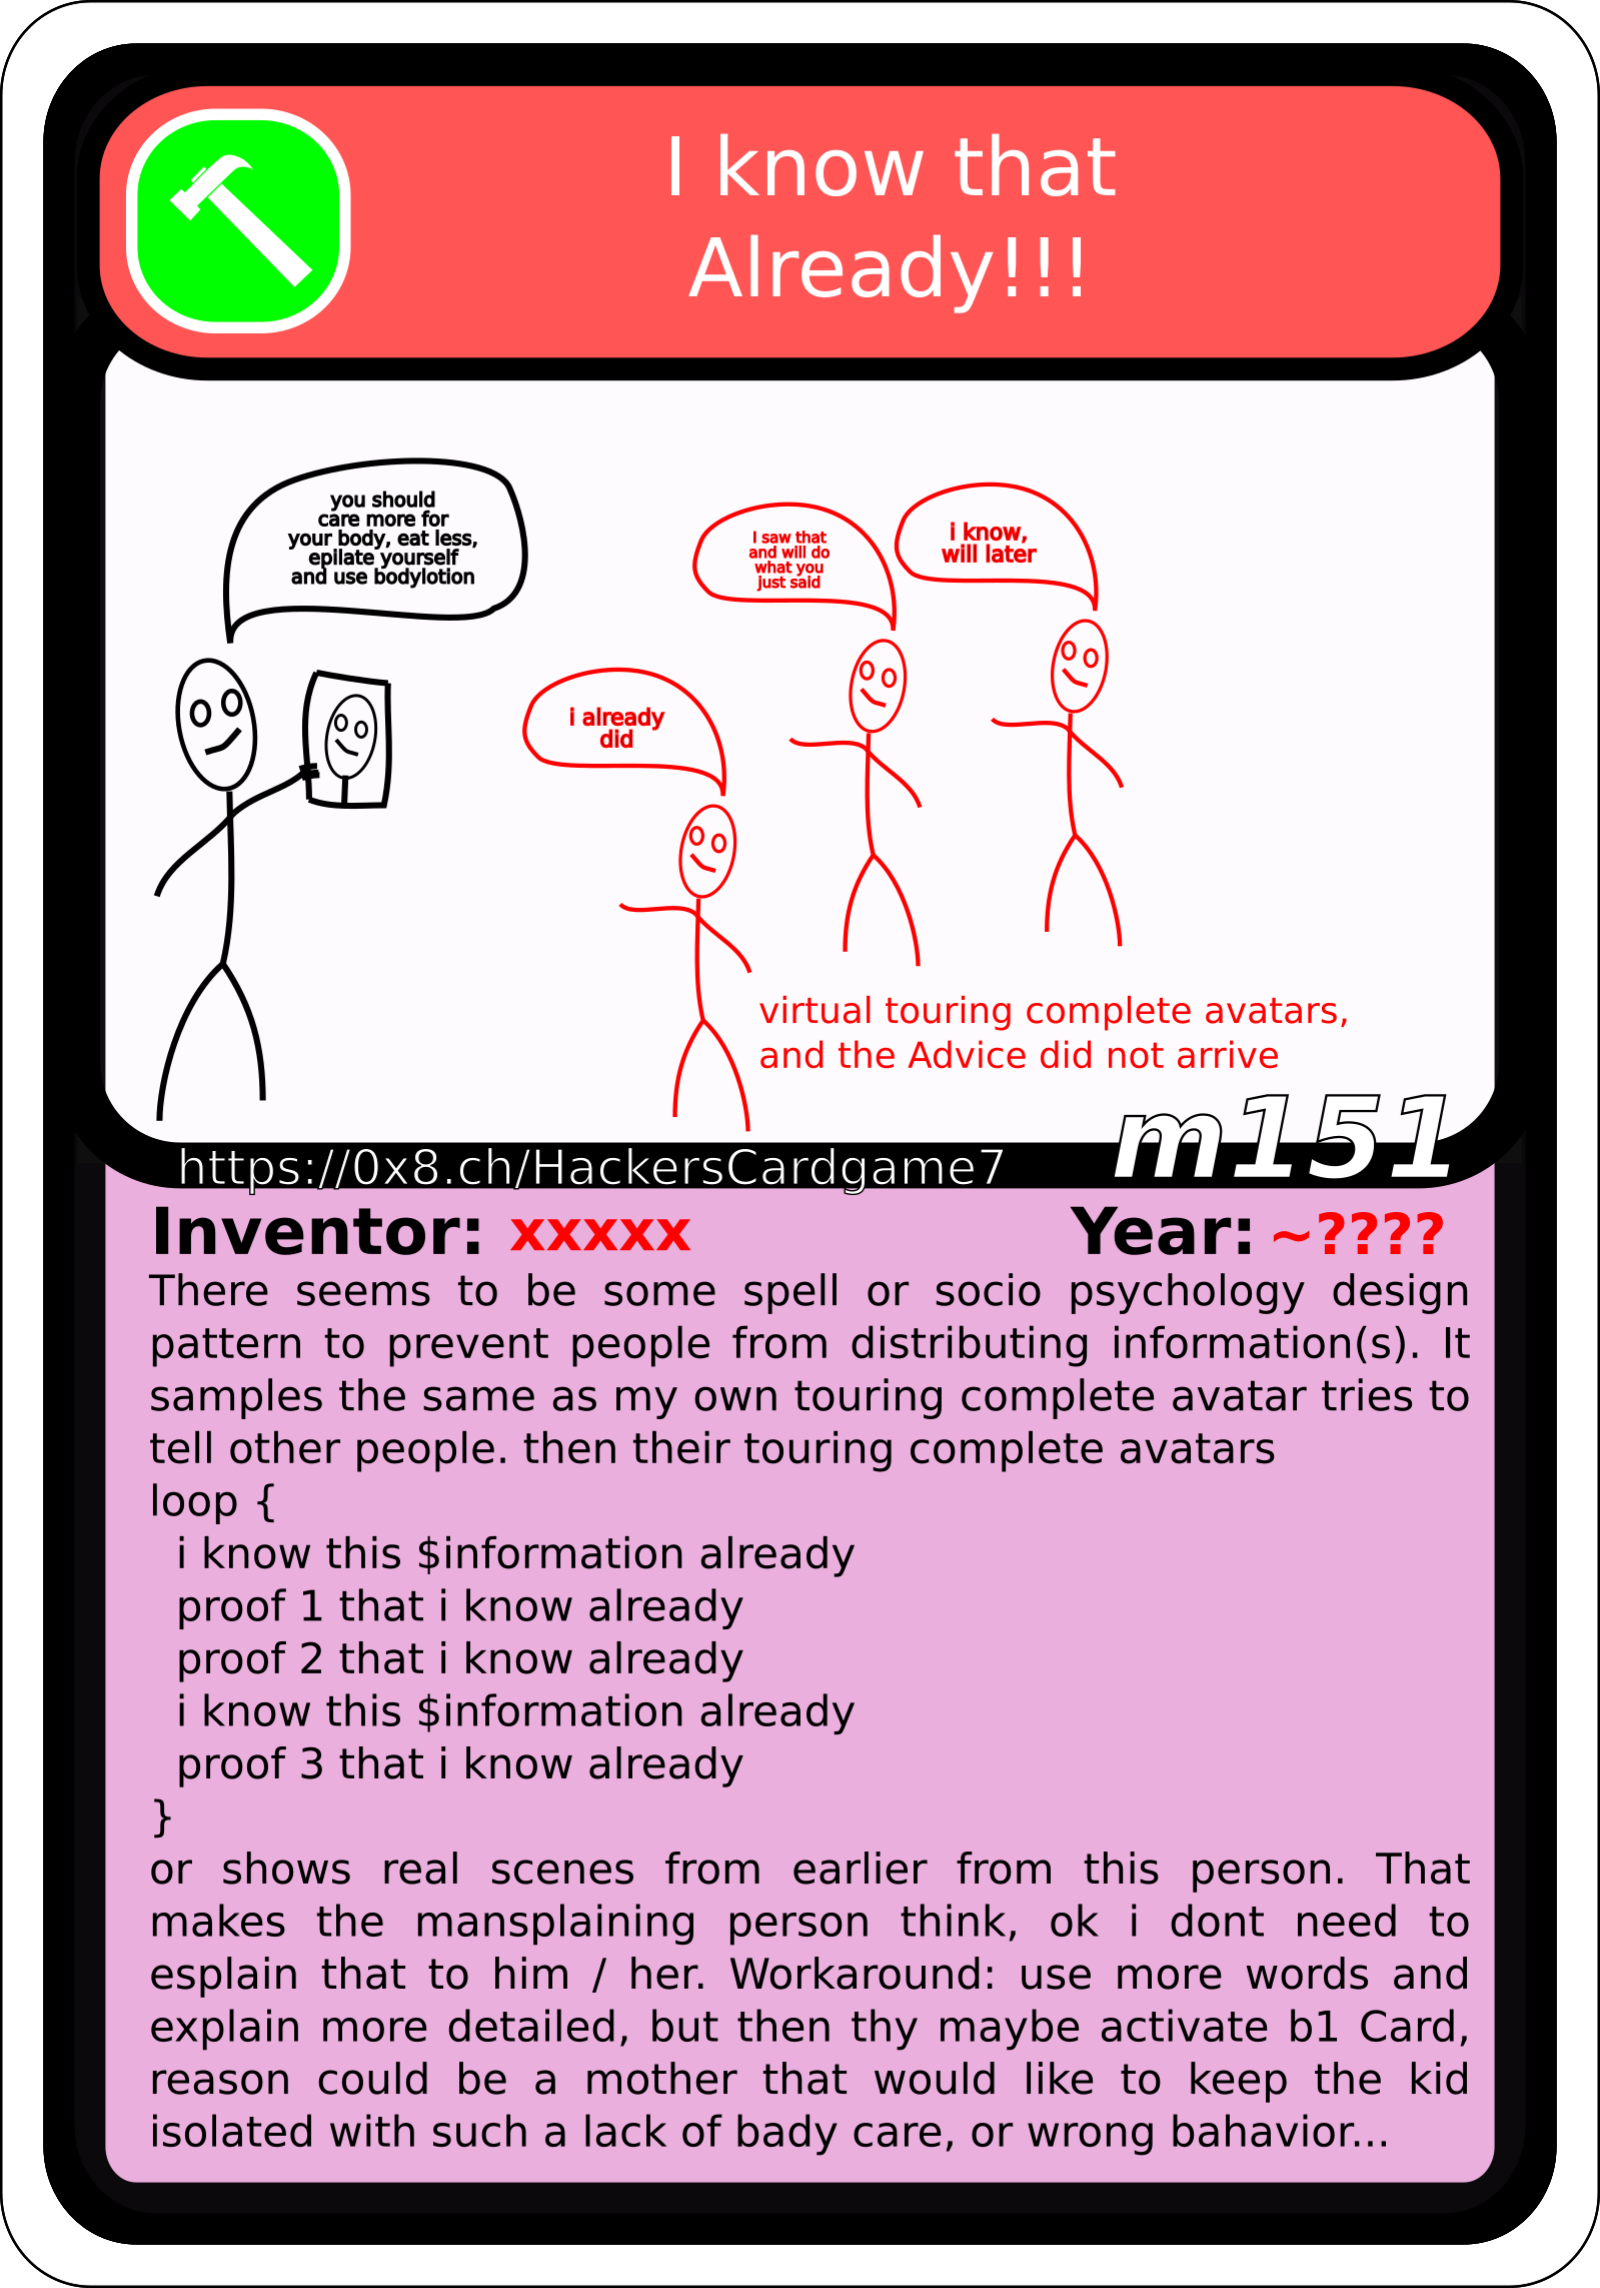 I know that
Already!!!
you should
care more for
your body, eat less,
epilate yourself
and use bodylotion
I saw that
and will do
what you
just said
i know,
will later
i already
did
virtual touring complete avatars,
and the Advice did not arrive
m151
https://0x8.ch/HackersCardgame7
Inventor: xxxxx Year: ~????
There seems to be some spell or socio psychology design
pattern to prevent people from distributing information(s). It
samples the same as my own touring complete avatar tries to
tell other people. then their touring complete avatars
loop {
i know this $information already
proof 1 that i know already
proof 2 that i know already
i know this $information already
proof 3 that i know already
}
or shows real scenes from earlier from this person. That
makes the mansplaining person think, ok i dont need to
esplain that to him / her. Workaround: use more words and
explain more detailed, but then thy maybe activate b1 Card,
reason could be a mother that would like to keep the kid
isolated with such a lack of bady care, or wrong bahavior...